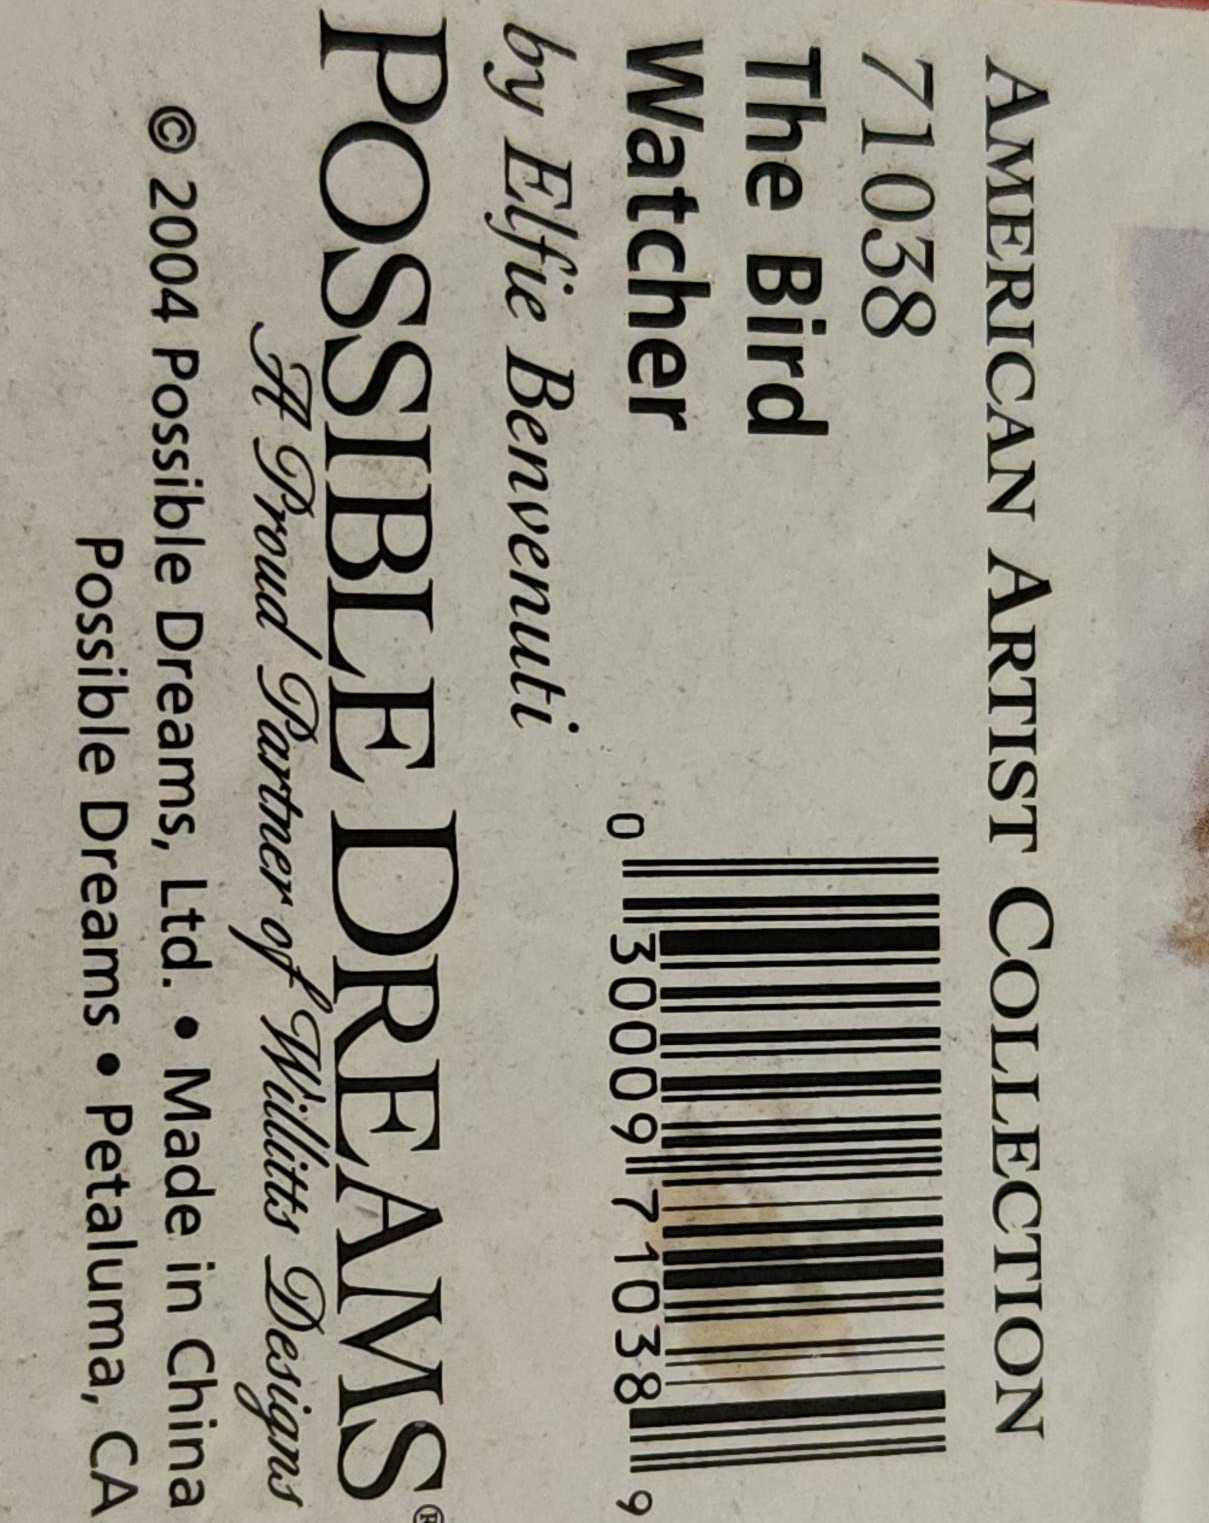 AMERICAN ARTIST COLLECTION
71038
The Bird
Watcher
0 30009 71038 9
by Elfie Benvenuti
POSSIBLE DREAMS®
A Proud Partner of Willitts Designs
© 2004 Possible Dreams, Ltd. • Made in China
Possible Dreams • Petaluma, CA